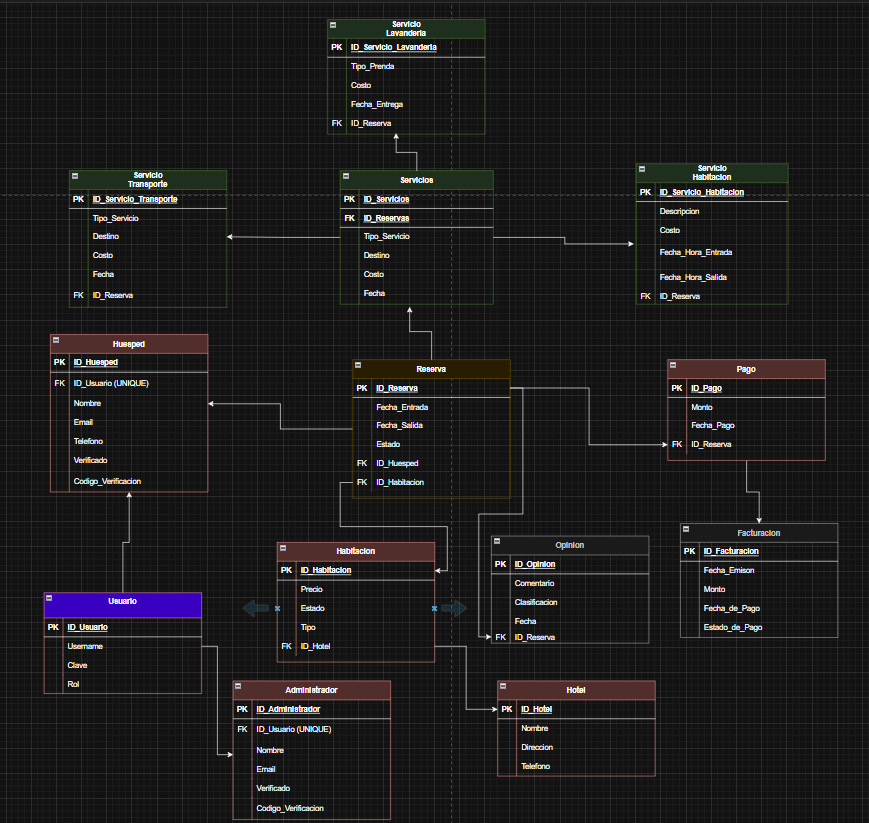 Servicio
Lavanderia
PK ID_Servicio_Lavanderia
Tipo_Prenda
Costo
Fecha_Entrega
FK ID_Reserva
Servicio
Transporte
PK ID_Servicio_Transporte
Tipo_Servicio
Destino
Costo
Fecha
FK ID_Reserva
Servicios
PK ID_Servicios
FK ID_Reservas
Tipo_Servicio
Destino
Costo
Fecha
Servicio
Habitacion
PK ID_Servicio_Habitacion
Descripcion
Costo
Fecha_Hora_Entrada
Fecha_Hora_Salida
FK ID_Reserva
Huesped
PK ID_Huesped
FK ID_Usuario (UNIQUE)
Nombre
Email
Telefono
Verificado
Codigo_Verificacion
Reserva
PK ID_Reserva
Fecha_Entrada
Fecha_Salida
Estado
FK ID_Huesped
FK ID_Habitacion
Pago
PK ID_Pago
Monto
Fecha_Pago
FK ID_Reserva
Habitacion
PK ID_Habitacion
Precio
Estado
Tipo
FK ID_Hotel
Opinion
PK ID_Opinion
Comentario
Clasificacion
Fecha
FK ID_Reserva
Facturacion
PK ID_Facturacion
Fecha_Emison
Monto
Fecha_de_Pago
Estado_de_Pago
Usuario
PK ID_Usuario
Username
Clave
Rol
Administrador
PK ID_Administrador
FK ID_Usuario (UNIQUE)
Nombre
Email
Verificado
Codigo_Verificacion
Hotel
PK ID_Hotel
Nombre
Direccion
Telefono